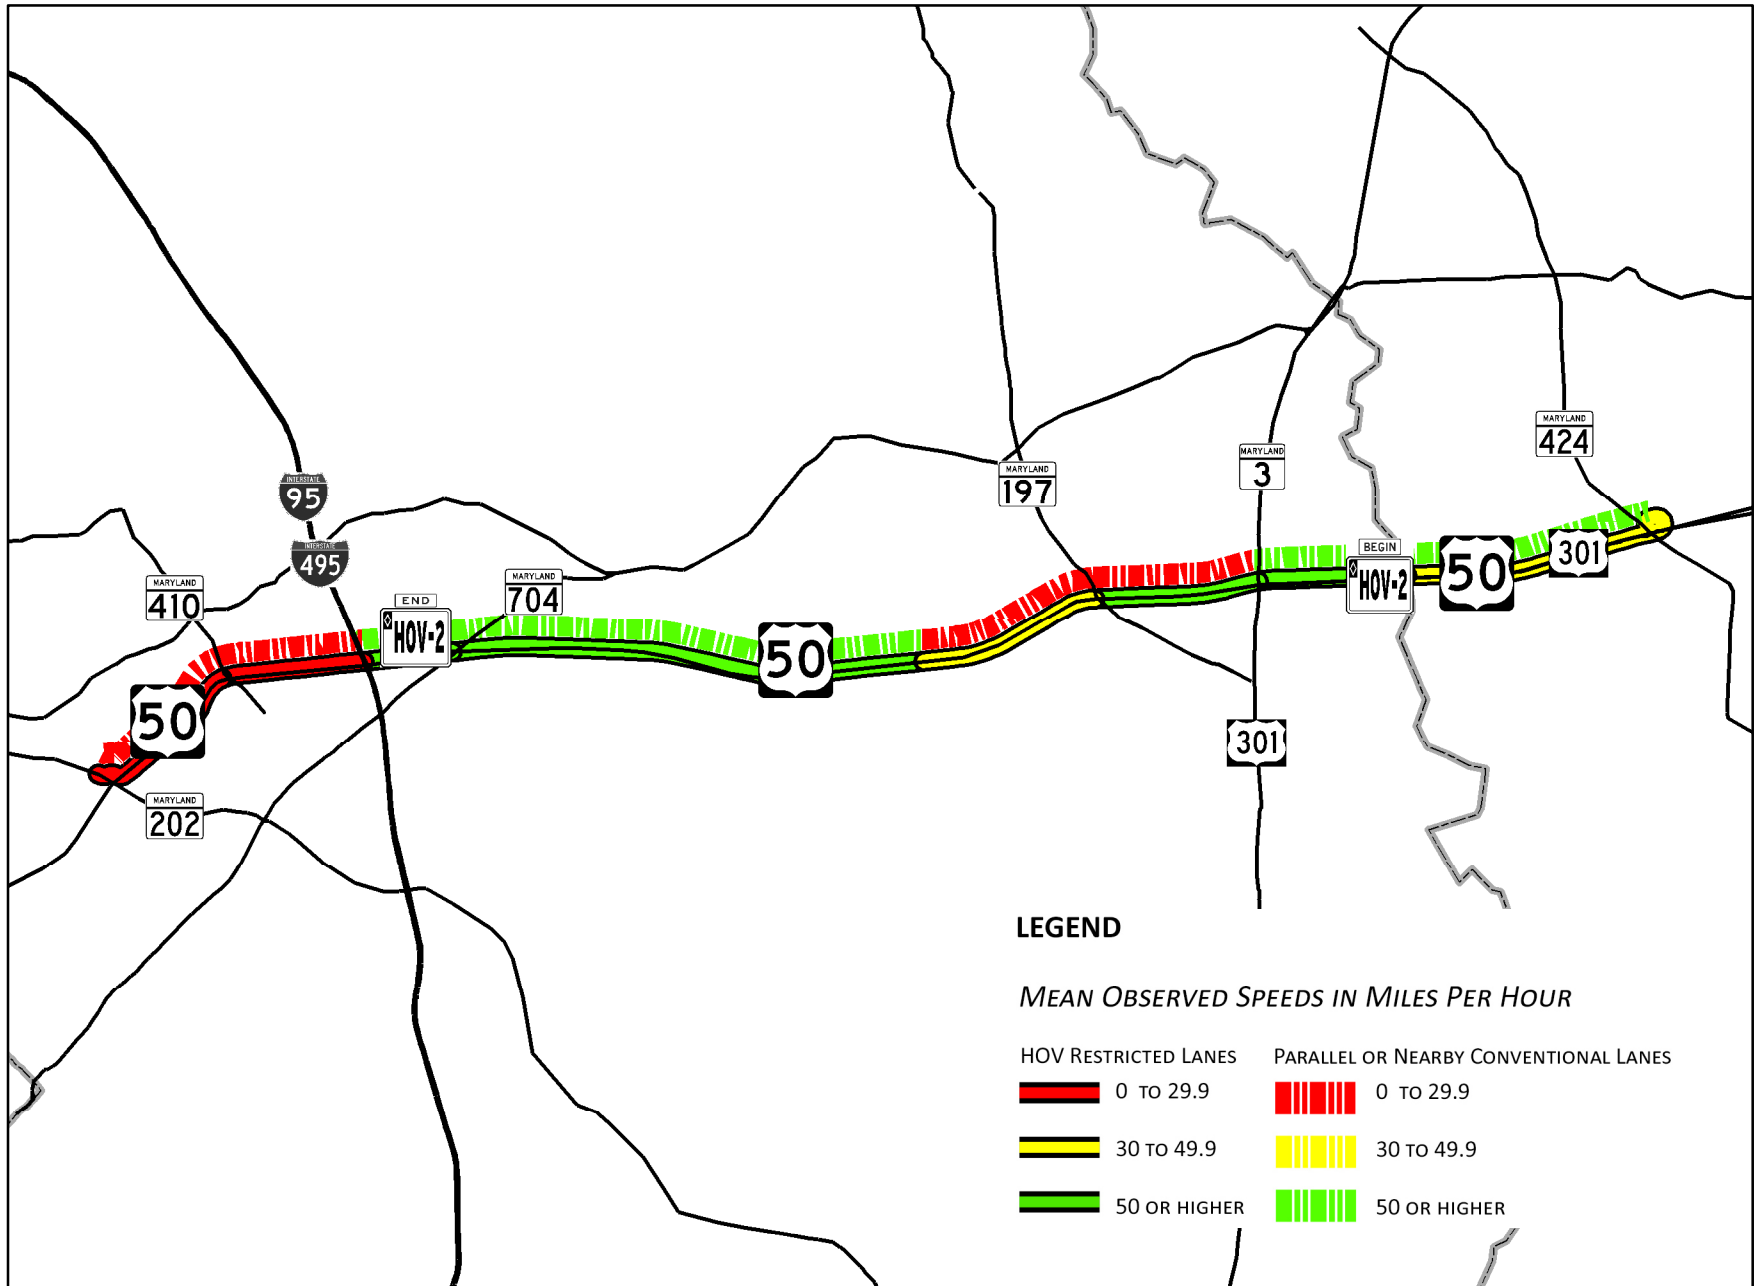 MARYLAND
424
MARYLAND
3
MARYLAND
197
INTERSTATE
95
INTERSTATE
495
BEGIN
HOV-2
50
301
MARYLAND
410
MARYLAND
704
END
HOV-2
50
50
301
MARYLAND
202
LEGEND
MEAN OBSERVED SPEEDS IN MILES PER HOUR
HOV RESTRICTED LANES PARALLEL OR NEARBY CONVENTIONAL LANES
0 TO 29.9 0 TO 29.9
30 TO 49.9 30 TO 49.9
50 OR HIGHER 50 OR HIGHER